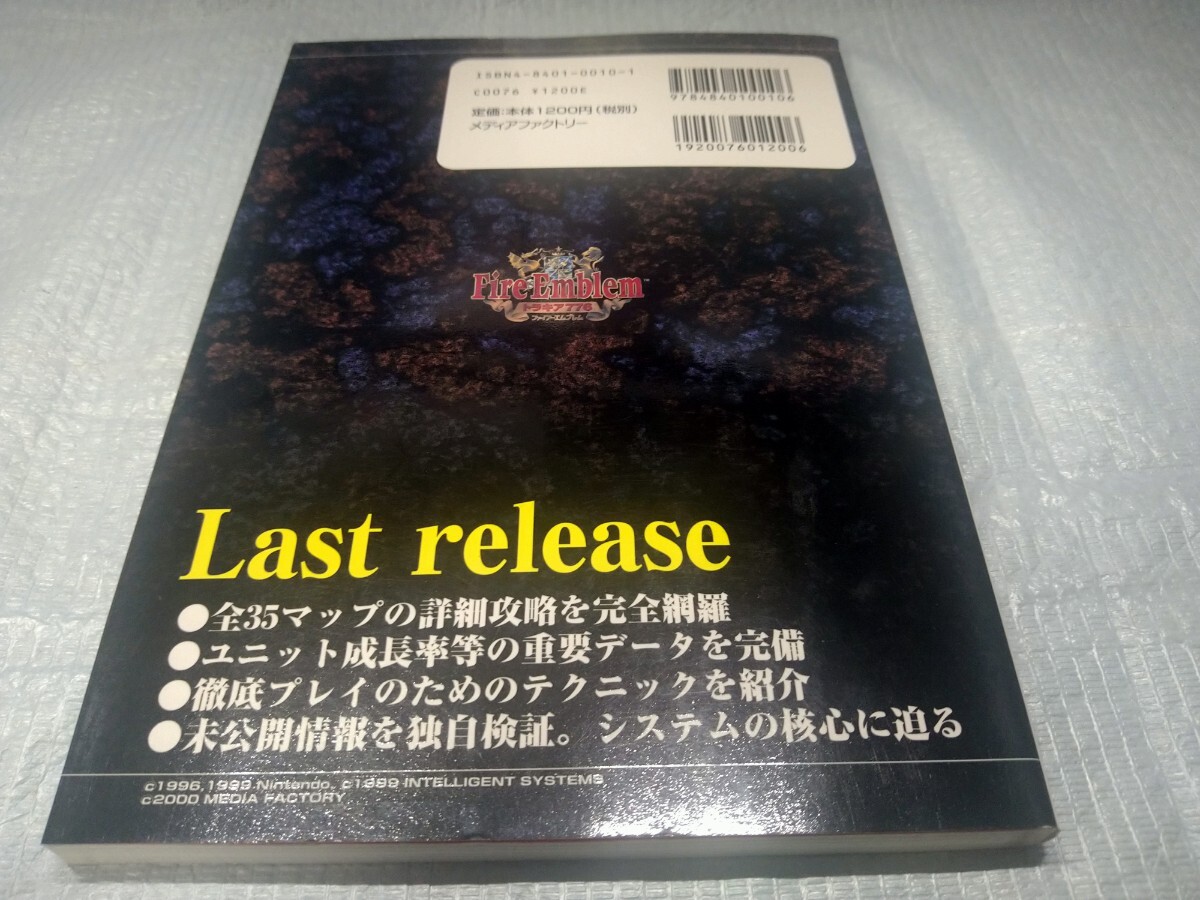 ISBN4-8401-0010-1
C0076 ¥1200E
定価:本体1200円(税別)
メディアファクトリー
9784840100106
1920076012006
Fire Emblem
トラキア776
ファイアーエムブレム
Last release
●全35マップの詳細攻略を完全網羅
●ユニット成長率等の重要データを完備
●徹底プレイのためのテクニックを紹介
●未公開情報を独自検証。システムの核心に迫る
c1996,1999 Nintendo, c1999 INTELLIGENT SYSTEMS
c2000 MEDIA FACTORY